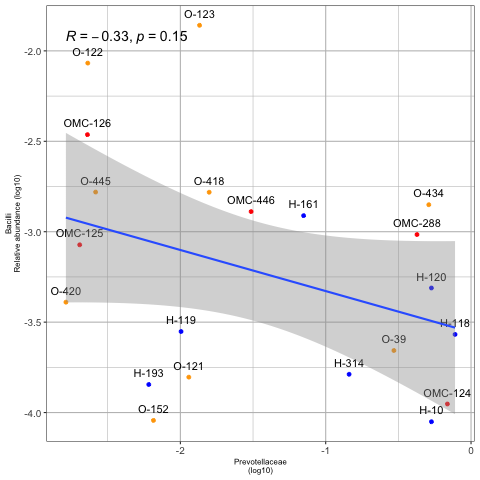 O-123
R = −0.33, p = 0.15
-2.0
O-122
OMC-126
-2.5
O-445
O-418
O-434
OMC-446
H-161
OMC-288
-3.0
OMC-125
H-120
O-420
H-119
H-118
-3.5
O-39
H-314
O-121
H-193
OMC-124
-4.0
O-152
H-10
-2
-1
0
Prevotellaceae
(log10)
Bacilli
Relative abundance (log10)